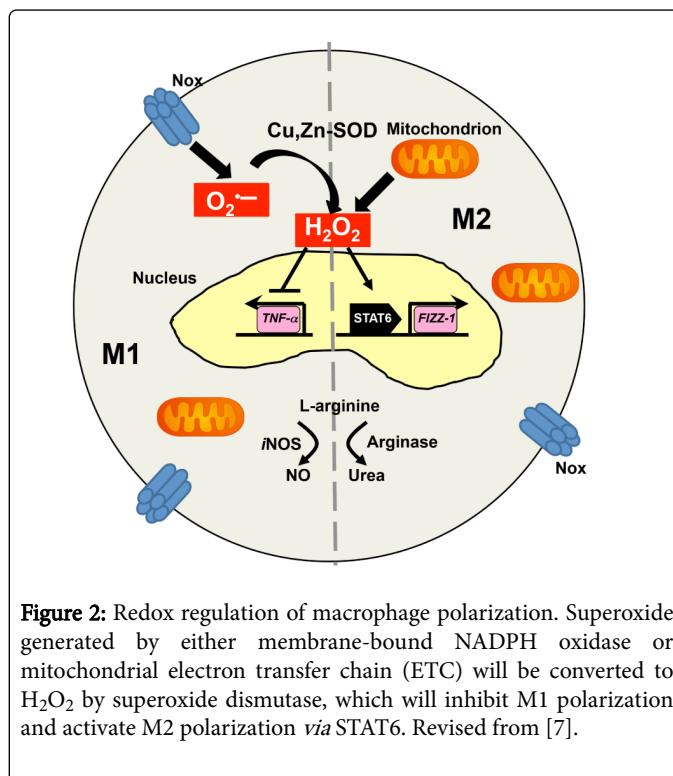 Nox
Cu,Zn-SOD
Mitochondrion
O₂•−
H₂O₂
M2
Nucleus
TNF-α
STAT6
FIZZ-1
M1
L-arginine
iNOS
Arginase
NO
Urea
Nox
Figure 2: Redox regulation of macrophage polarization. Superoxide
generated by either membrane-bound NADPH oxidase or
mitochondrial electron transfer chain (ETC) will be converted to
H₂O₂ by superoxide dismutase, which will inhibit M1 polarization
and activate M2 polarization via STAT6. Revised from [7].